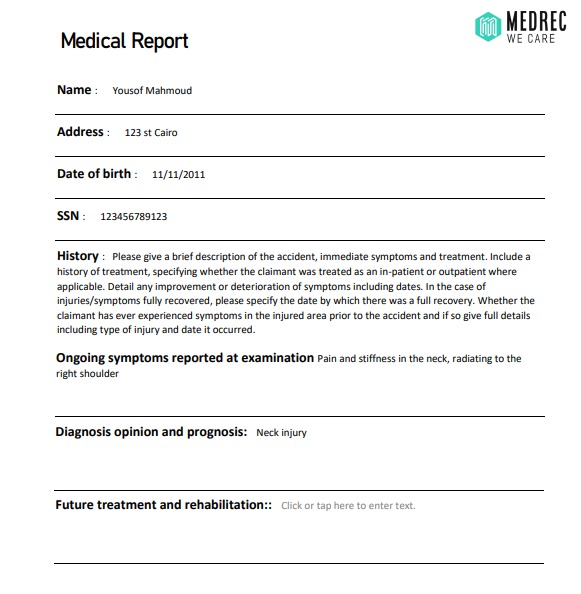 MEDREC
WE CARE
Medical Report
Name : Yousof Mahmoud
Address : 123 st Cairo
Date of birth : 11/11/2011
SSN : 123456789123
History : Please give a brief description of the accident, immediate symptoms and treatment. Include a
history of treatment, specifying whether the claimant was treated as an in-patient or outpatient where
applicable. Detail any improvement or deterioration of symptoms including dates. In the case of
injuries/symptoms fully recovered, please specify the date by which there was a full recovery. Whether the
claimant has ever experienced symptoms in the injured area prior to the accident and if so give full details
including type of injury and date it occurred.
Ongoing symptoms reported at examination Pain and stiffness in the neck, radiating to the
right shoulder
Diagnosis opinion and prognosis: Neck injury
Future treatment and rehabilitation:: Click or tap here to enter text.